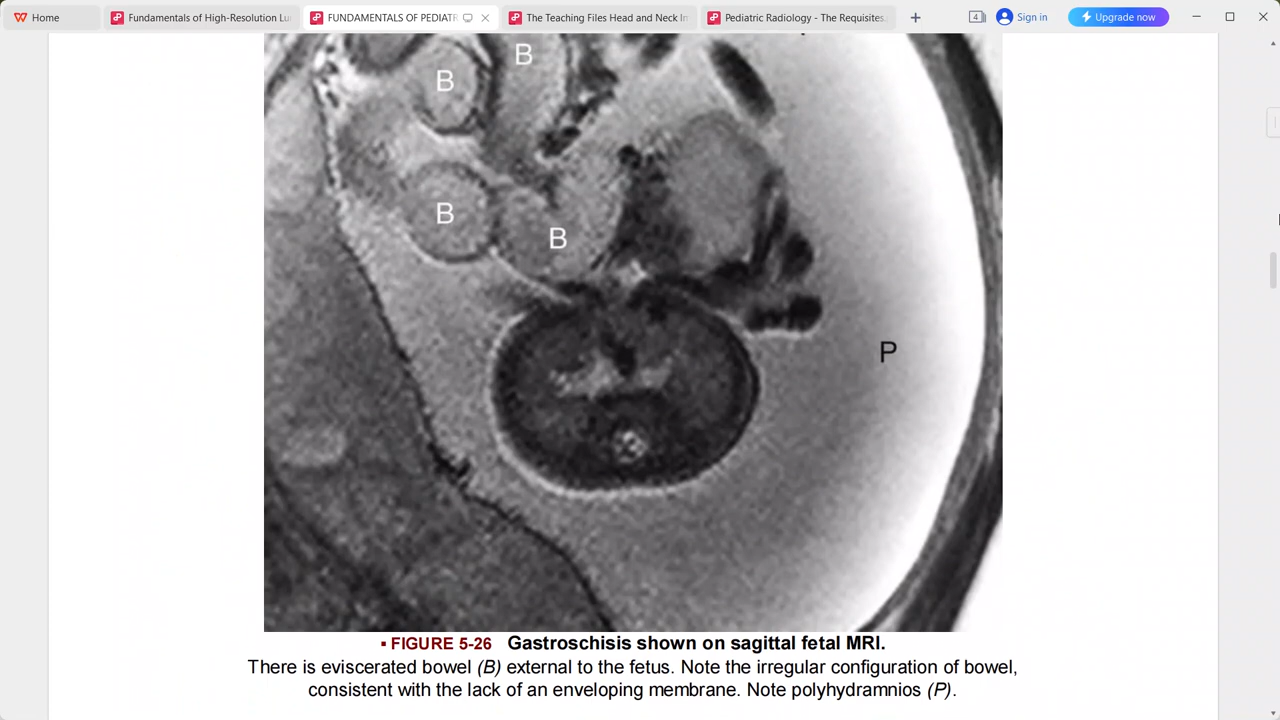 Home
Fundamentals of High-Resolution Lu
FUNDAMENTALS OF PEDIATR
The Teaching Files Head and Neck Im
Pediatric Radiology - The Requisites.
4
Sign in
Upgrade now
B
B
B
B
P
▪ FIGURE 5-26 Gastroschisis shown on sagittal fetal MRI.
There is eviscerated bowel (B) external to the fetus. Note the irregular configuration of bowel,
consistent with the lack of an enveloping membrane. Note polyhydramnios (P).